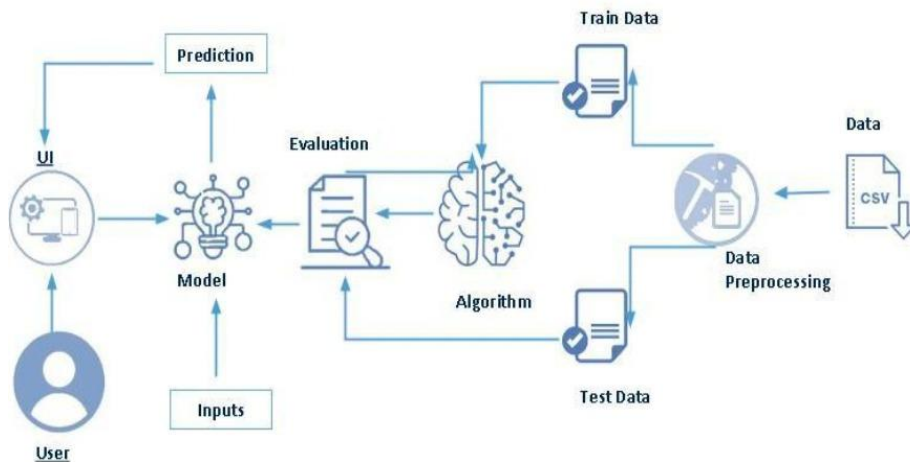 Train Data
Prediction
Data
Evaluation
UI
CSV
Model
Data
Preprocessing
Algorithm
Inputs
Test Data
User